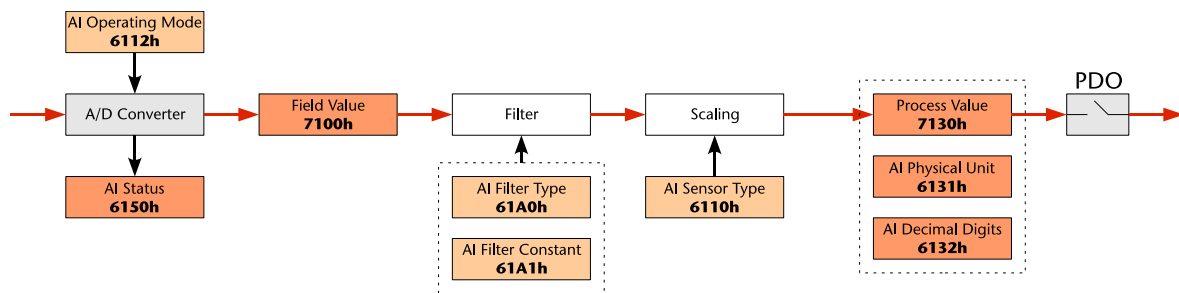 AI Operating Mode
6112h
A/D Converter
AI Status
6150h
Field Value
7100h
Filter
AI Filter Type
61A0h
AI Filter Constant
61A1h
Scaling
AI Sensor Type
6110h
Process Value
7130h
AI Physical Unit
6131h
AI Decimal Digits
6132h
PDO